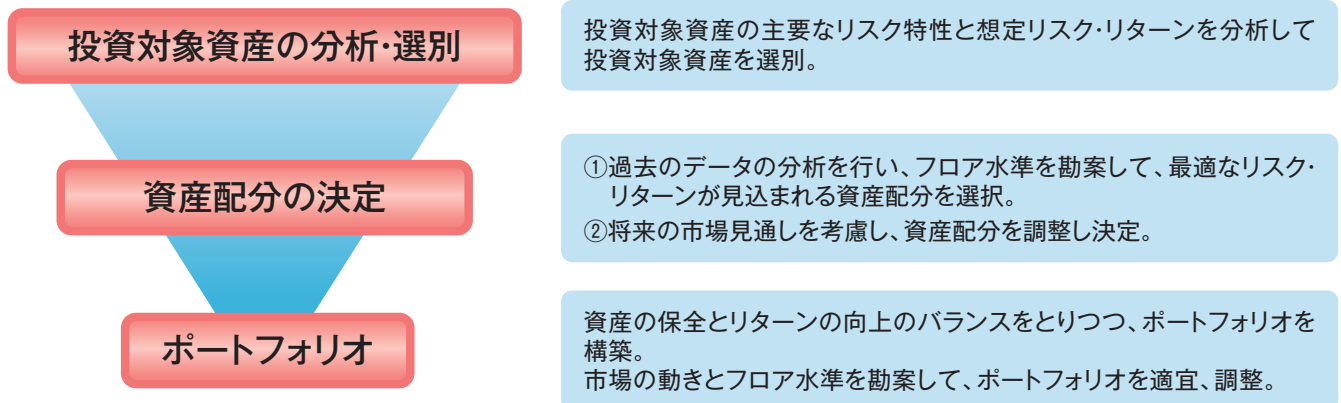 投資対象資産の分析・選別
投資対象資産の主要なリスク特性と想定リスク・リターンを分析して
投資対象資産を選別。
資産配分の決定
①過去のデータの分析を行い、フロア水準を勘案して、最適なリスク・
リターンが見込まれる資産配分を選択。
②将来の市場見通しを考慮し、資産配分を調整し決定。
ポートフォリオ
資産の保全とリターンの向上のバランスをとりつつ、ポートフォリオを
構築。
市場の動きとフロア水準を勘案して、ポートフォリオを適宜、調整。